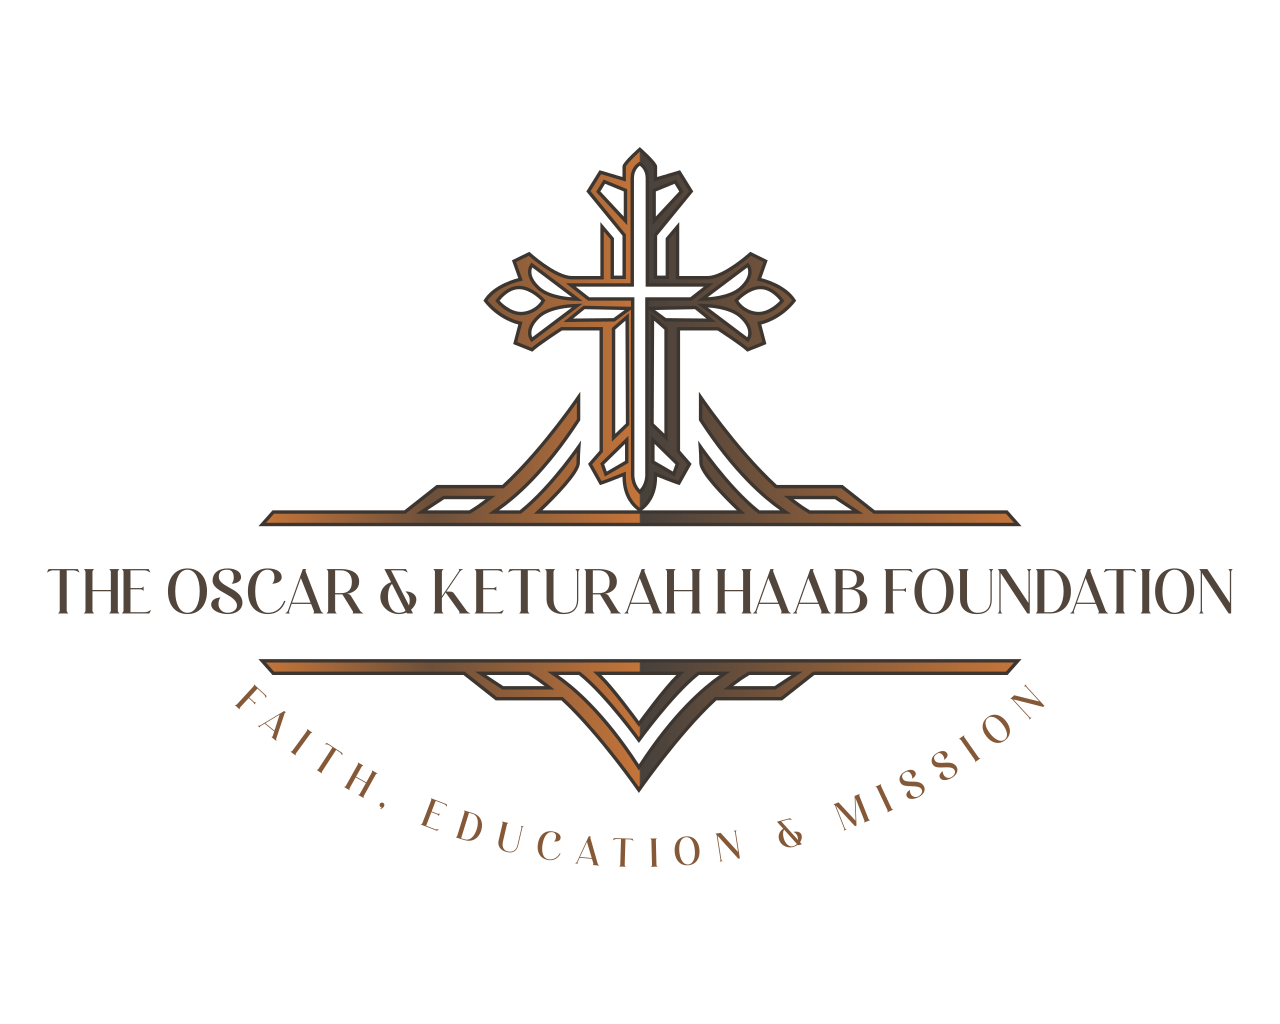 THE OSCAR & KETURAH HAAB FOUNDATION
FAITH, EDUCATION & MISSION